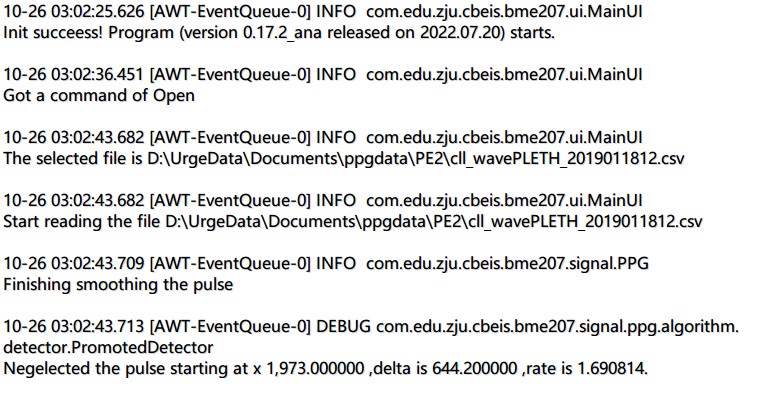 10-26 03:02:25.626 [AWT-EventQueue-0] INFO  com.edu.zju.cbeis.bme207.ui.MainUI
Init succeess! Program (version 0.17.2_ana released on 2022.07.20) starts.
10-26 03:02:36.451 [AWT-EventQueue-0] INFO  com.edu.zju.cbeis.bme207.ui.MainUI
Got a command of Open
10-26 03:02:43.682 [AWT-EventQueue-0] INFO  com.edu.zju.cbeis.bme207.ui.MainUI
The selected file is D:\UrgeData\Documents\ppgdata\PE2\cll_wavePLETH_2019011812.csv
10-26 03:02:43.682 [AWT-EventQueue-0] INFO  com.edu.zju.cbeis.bme207.ui.MainUI
Start reading the file D:\UrgeData\Documents\ppgdata\PE2\cll_wavePLETH_2019011812.csv
10-26 03:02:43.709 [AWT-EventQueue-0] INFO  com.edu.zju.cbeis.bme207.signal.PPG
Finishing smoothing the pulse
10-26 03:02:43.713 [AWT-EventQueue-0] DEBUG com.edu.zju.cbeis.bme207.signal.ppg.algorithm.
detector.PromotedDetector
Negelected the pulse starting at x 1,973.000000 ,delta is 644.200000 ,rate is 1.690814.